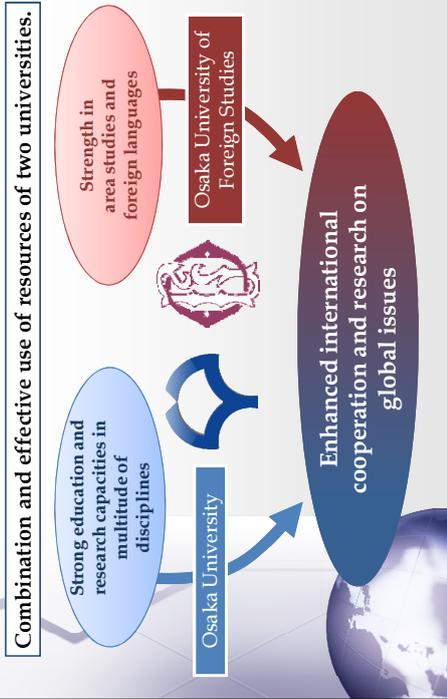 Combination and effective use of resources of two universities.
Strong education and
research capacities in
multitude of
disciplines
Strength in
area studies and
foreign languages
Osaka University
Osaka University of
Foreign Studies
Enhanced international
cooperation and research on
global issues